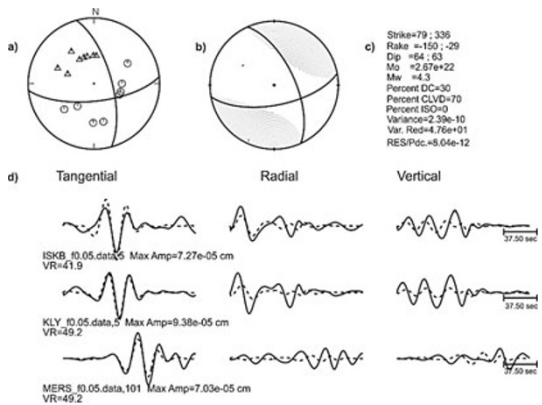 a)
N
b)
c)
Strike=79 ; 336
Rake =-150 ; -29
Dip =64 ; 63
Mo =2.67e+22
Mw =4.3
Percent DC=30
Percent CLVD=70
Percent ISO=0
Variance=2.39e-10
Var. Red=4.76e+01
RES/Pdc.=8.04e-12
d)
Tangential
Radial
Vertical
37.50 sec
ISKB_f0.05.data,5 Max Amp=7.27e-05 cm
VR=41.9
37.50 sec
KLY_f0.05.data,5 Max Amp=9.38e-05 cm
VR=49.2
37.50 sec
MERS_f0.05.data,101 Max Amp=7.03e-05 cm
VR=49.2